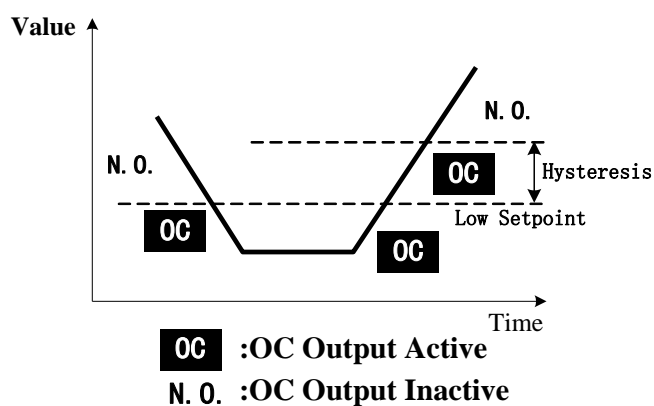 Value
N. O.
N. O.
OC
Hysteresis
OC
Low Setpoint
OC
Time
OC :OC Output Active
N. O. :OC Output Inactive